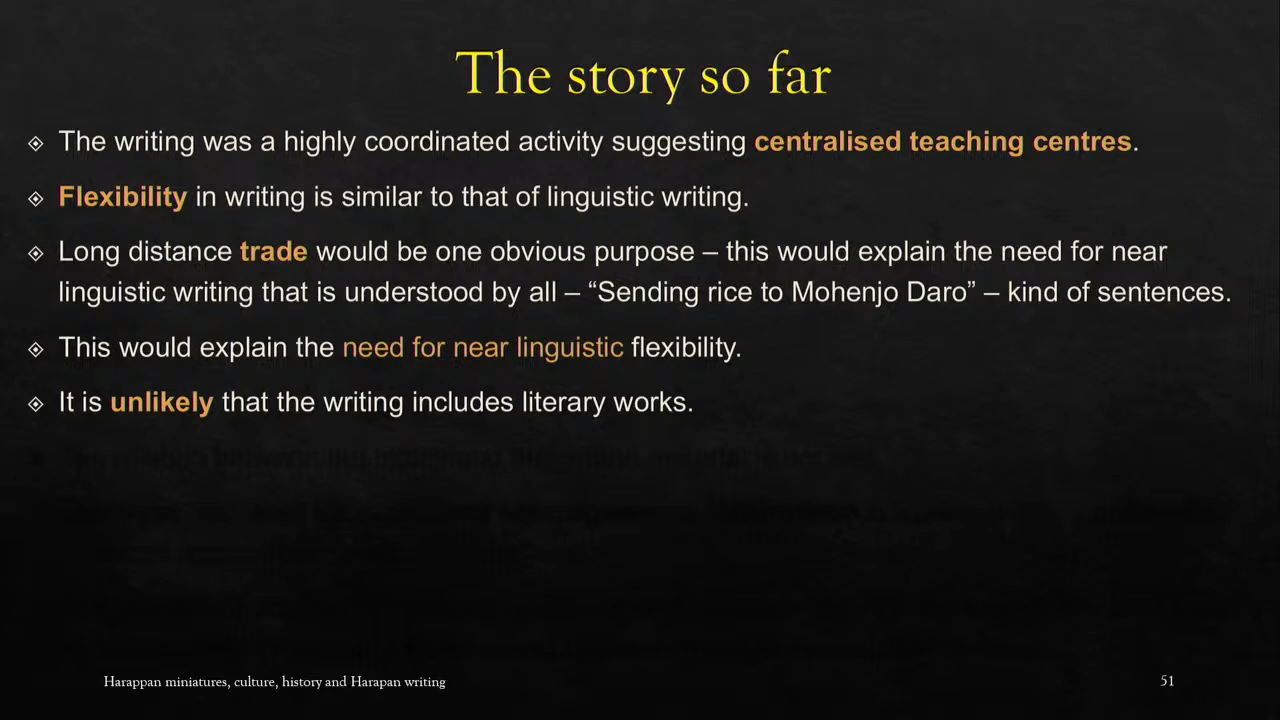 The story so far
The writing was a highly coordinated activity suggesting centralised teaching centres.
Flexibility in writing is similar to that of linguistic writing.
Long distance trade would be one obvious purpose – this would explain the need for near
linguistic writing that is understood by all – “Sending rice to Mohenjo Daro” – kind of sentences.
This would explain the need for near linguistic flexibility.
It is unlikely that the writing includes literary works.
Harappan miniatures, culture, history and Harapan writing
51